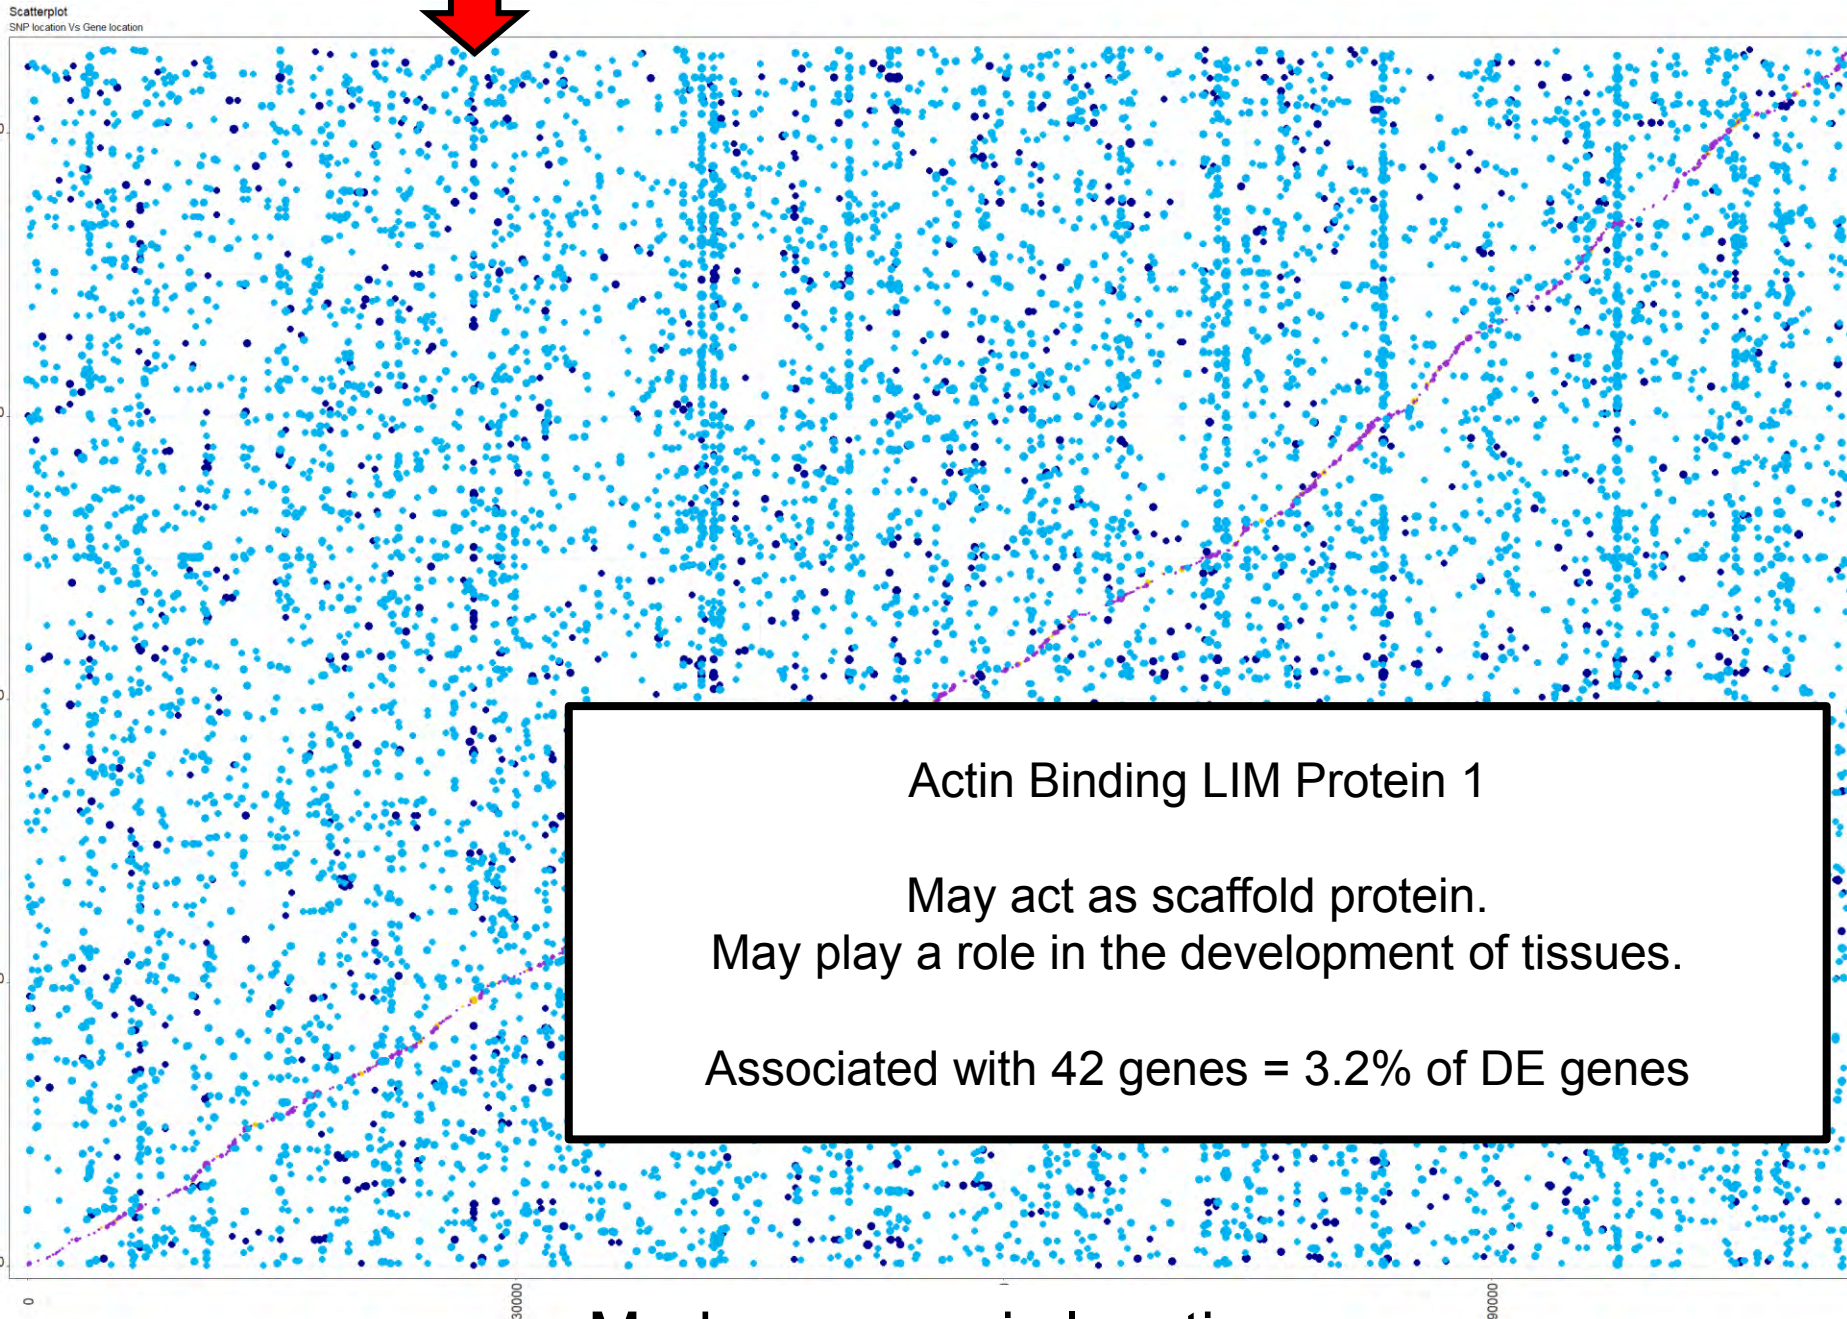 Scatterplot
SNP location Vs Gene location
Actin Binding LIM Protein 1
May act as scaffold protein.
May play a role in the development of tissues.
Associated with 42 genes = 3.2% of DE genes
0
30000
90000